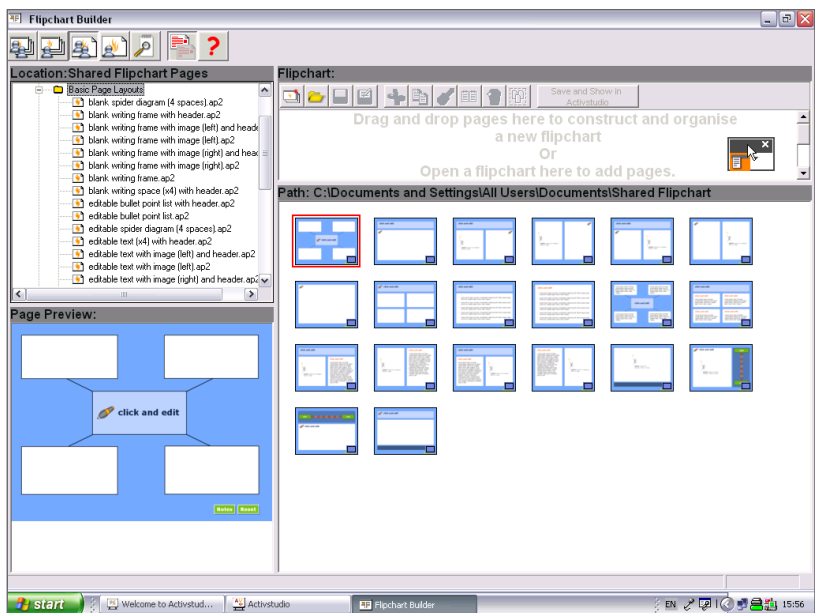 Flipchart Builder
Location:Shared Flipchart Pages
Basic Page Layouts
blank spider diagram (4 spaces).ap2
blank writing frame with header.ap2
blank writing frame with image (left) and heade
blank writing frame with image (left).ap2
blank writing frame with image (right) and head
blank writing frame with image (right).ap2
blank writing frame.ap2
blank writing space (x4) with header.ap2
editable bullet point list with header.ap2
editable bullet point list.ap2
editable spider diagram (4 spaces).ap2
editable text (x4) with header.ap2
editable text with image (left) and header.ap2
editable text with image (left).ap2
editable text with image (right) and header.ap2
Page Preview:
click and edit
Notes Reset
Flipchart:
Save and Show in
Activstudio
Drag and drop pages here to construct and organise
a new flipchart
Or
Open a flipchart here to add pages.
Path: C:\Documents and Settings\All Users\Documents\Shared Flipchart
start
Welcome to Activstud...
Activstudio
Flipchart Builder
EN
15:56